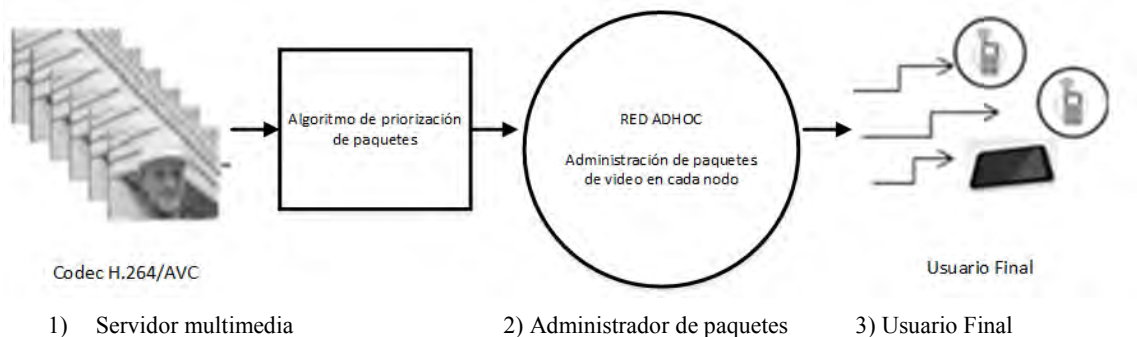 Algoritmo de priorización
de paquetes
RED ADHOC
Administración de paquetes
de video en cada nodo
Codec H.264/AVC
Usuario Final
1) Servidor multimedia
2) Administrador de paquetes
3) Usuario Final